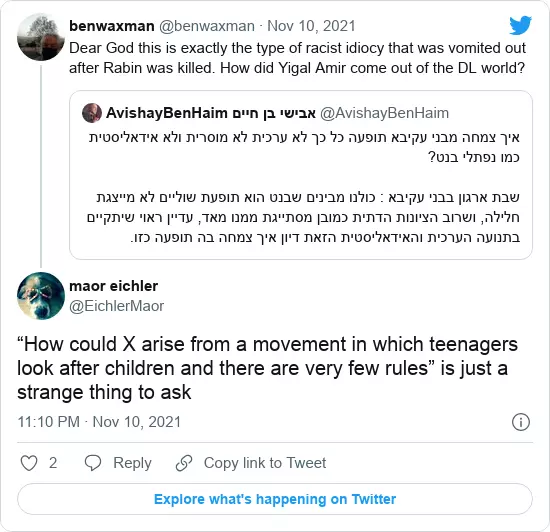 benwaxman @benwaxman · Nov 10, 2021
Dear God this is exactly the type of racist idiocy that was vomited out
after Rabin was killed. How did Yigal Amir come out of the DL world?
AvishayBenHaim אבישי בן חיים @AvishayBenHaim
איך צמחה מבני עקיבא תופעה כל כך לא ערכית לא מוסרית ולא אידאליסטית
כמו נפתלי בנט?
שבת ארגון בבני עקיבא : כולנו מבינים שבנט הוא תופעת שוליים לא מייצגת
חלילה, ושרוב הציונות הדתית כמובן מסתייגת ממנו מאד, עדיין ראוי שיתקיים
בתנועה הערכית והאידאליסטית הזאת דיון איך צמחה בה תופעה כזו.
maor eichler
@EichlerMaor
“How could X arise from a movement in which teenagers
look after children and there are very few rules” is just a
strange thing to ask
11:10 PM · Nov 10, 2021
2 Reply Copy link to Tweet
Explore what's happening on Twitter